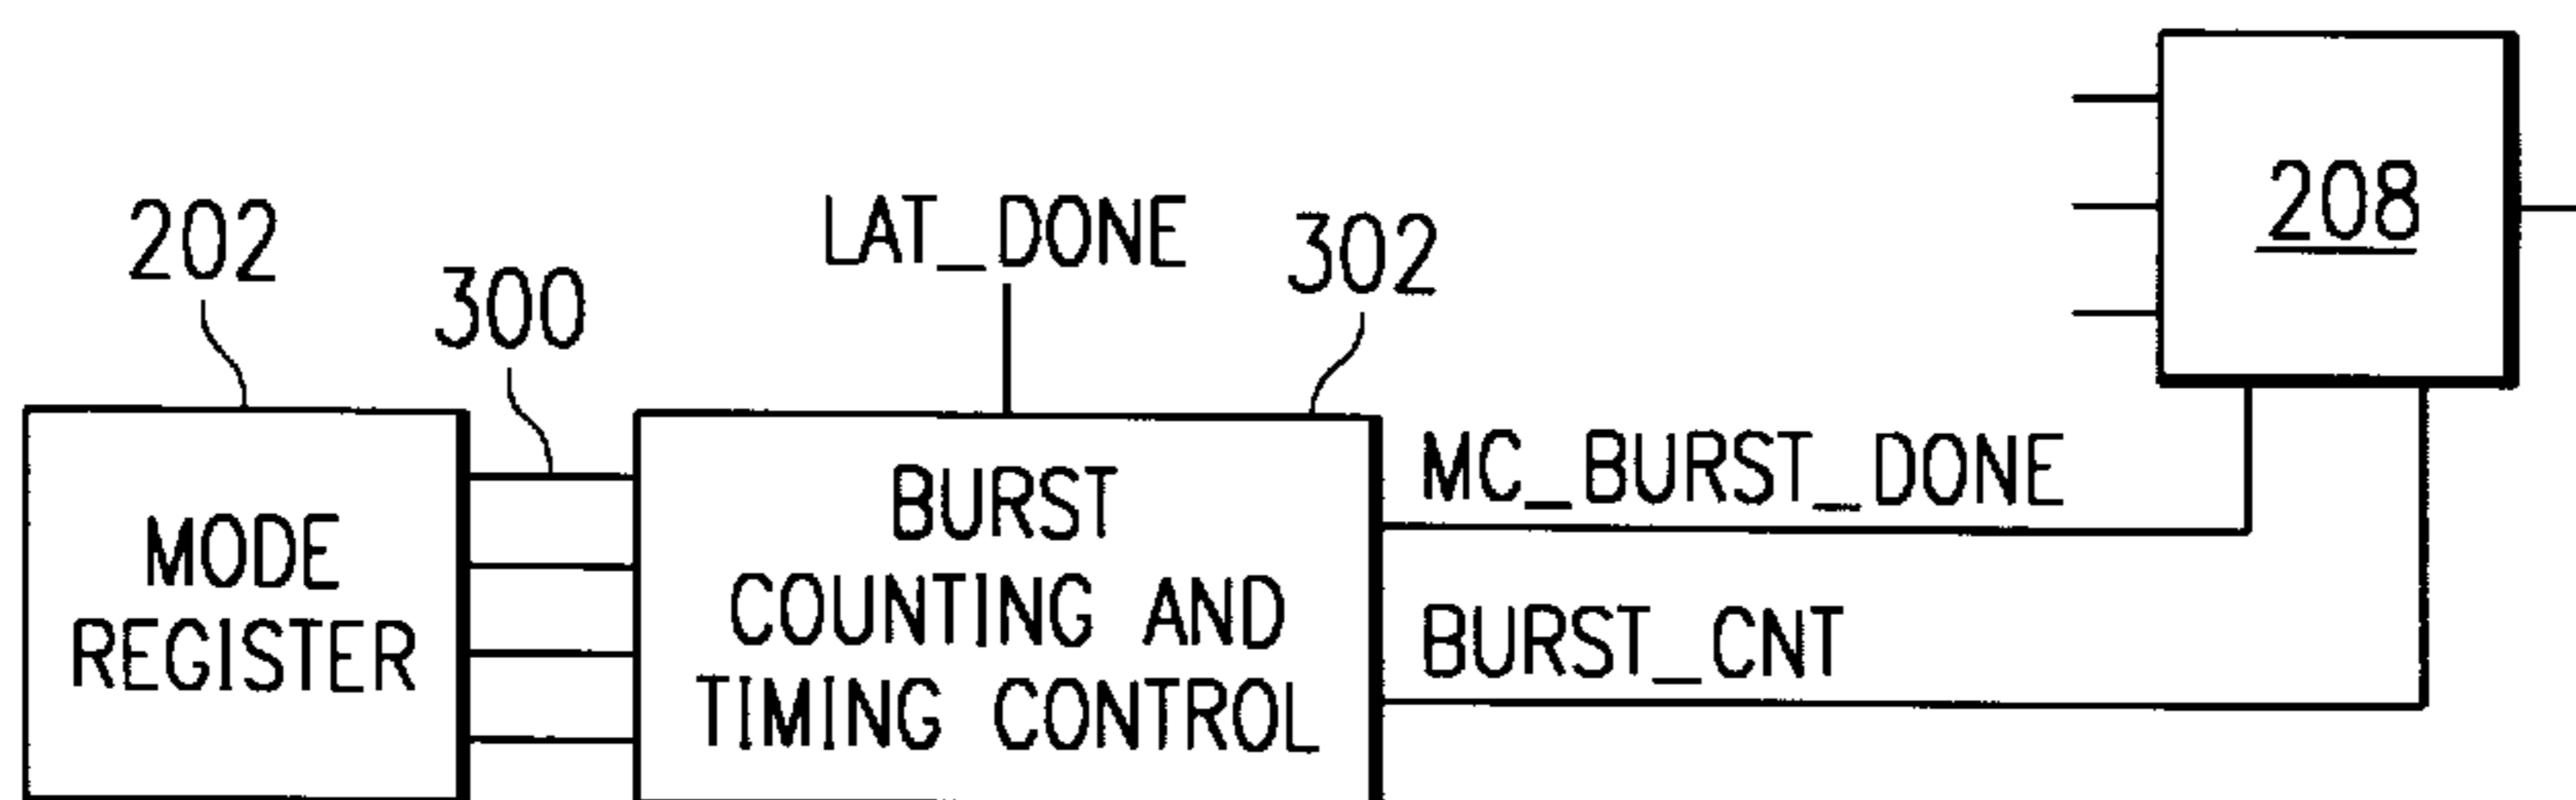 208
202
LAT_DONE
302
300
MC_BURST_DONE
BURST
COUNTING AND
TIMING CONTROL
MODE
REGISTER
BURST_CNT